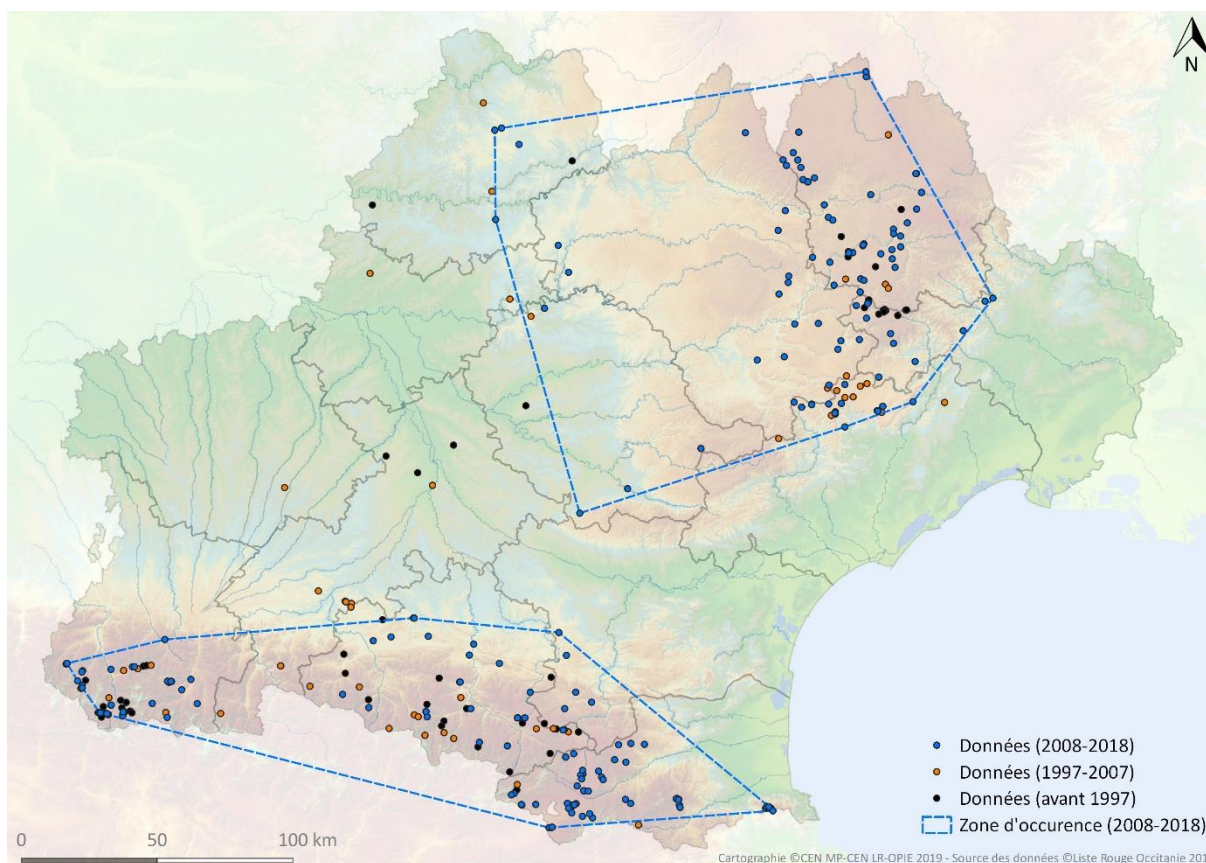 N
Données (2008-2018)
Données (1997-2007)
Données (avant 1997)
Zone d'occurence (2008-2018)
0 50 100 km
Cartographie ©CEN MP-CEN LR-OPIE 2019 - Source des données ©Liste Rouge Occitanie 201